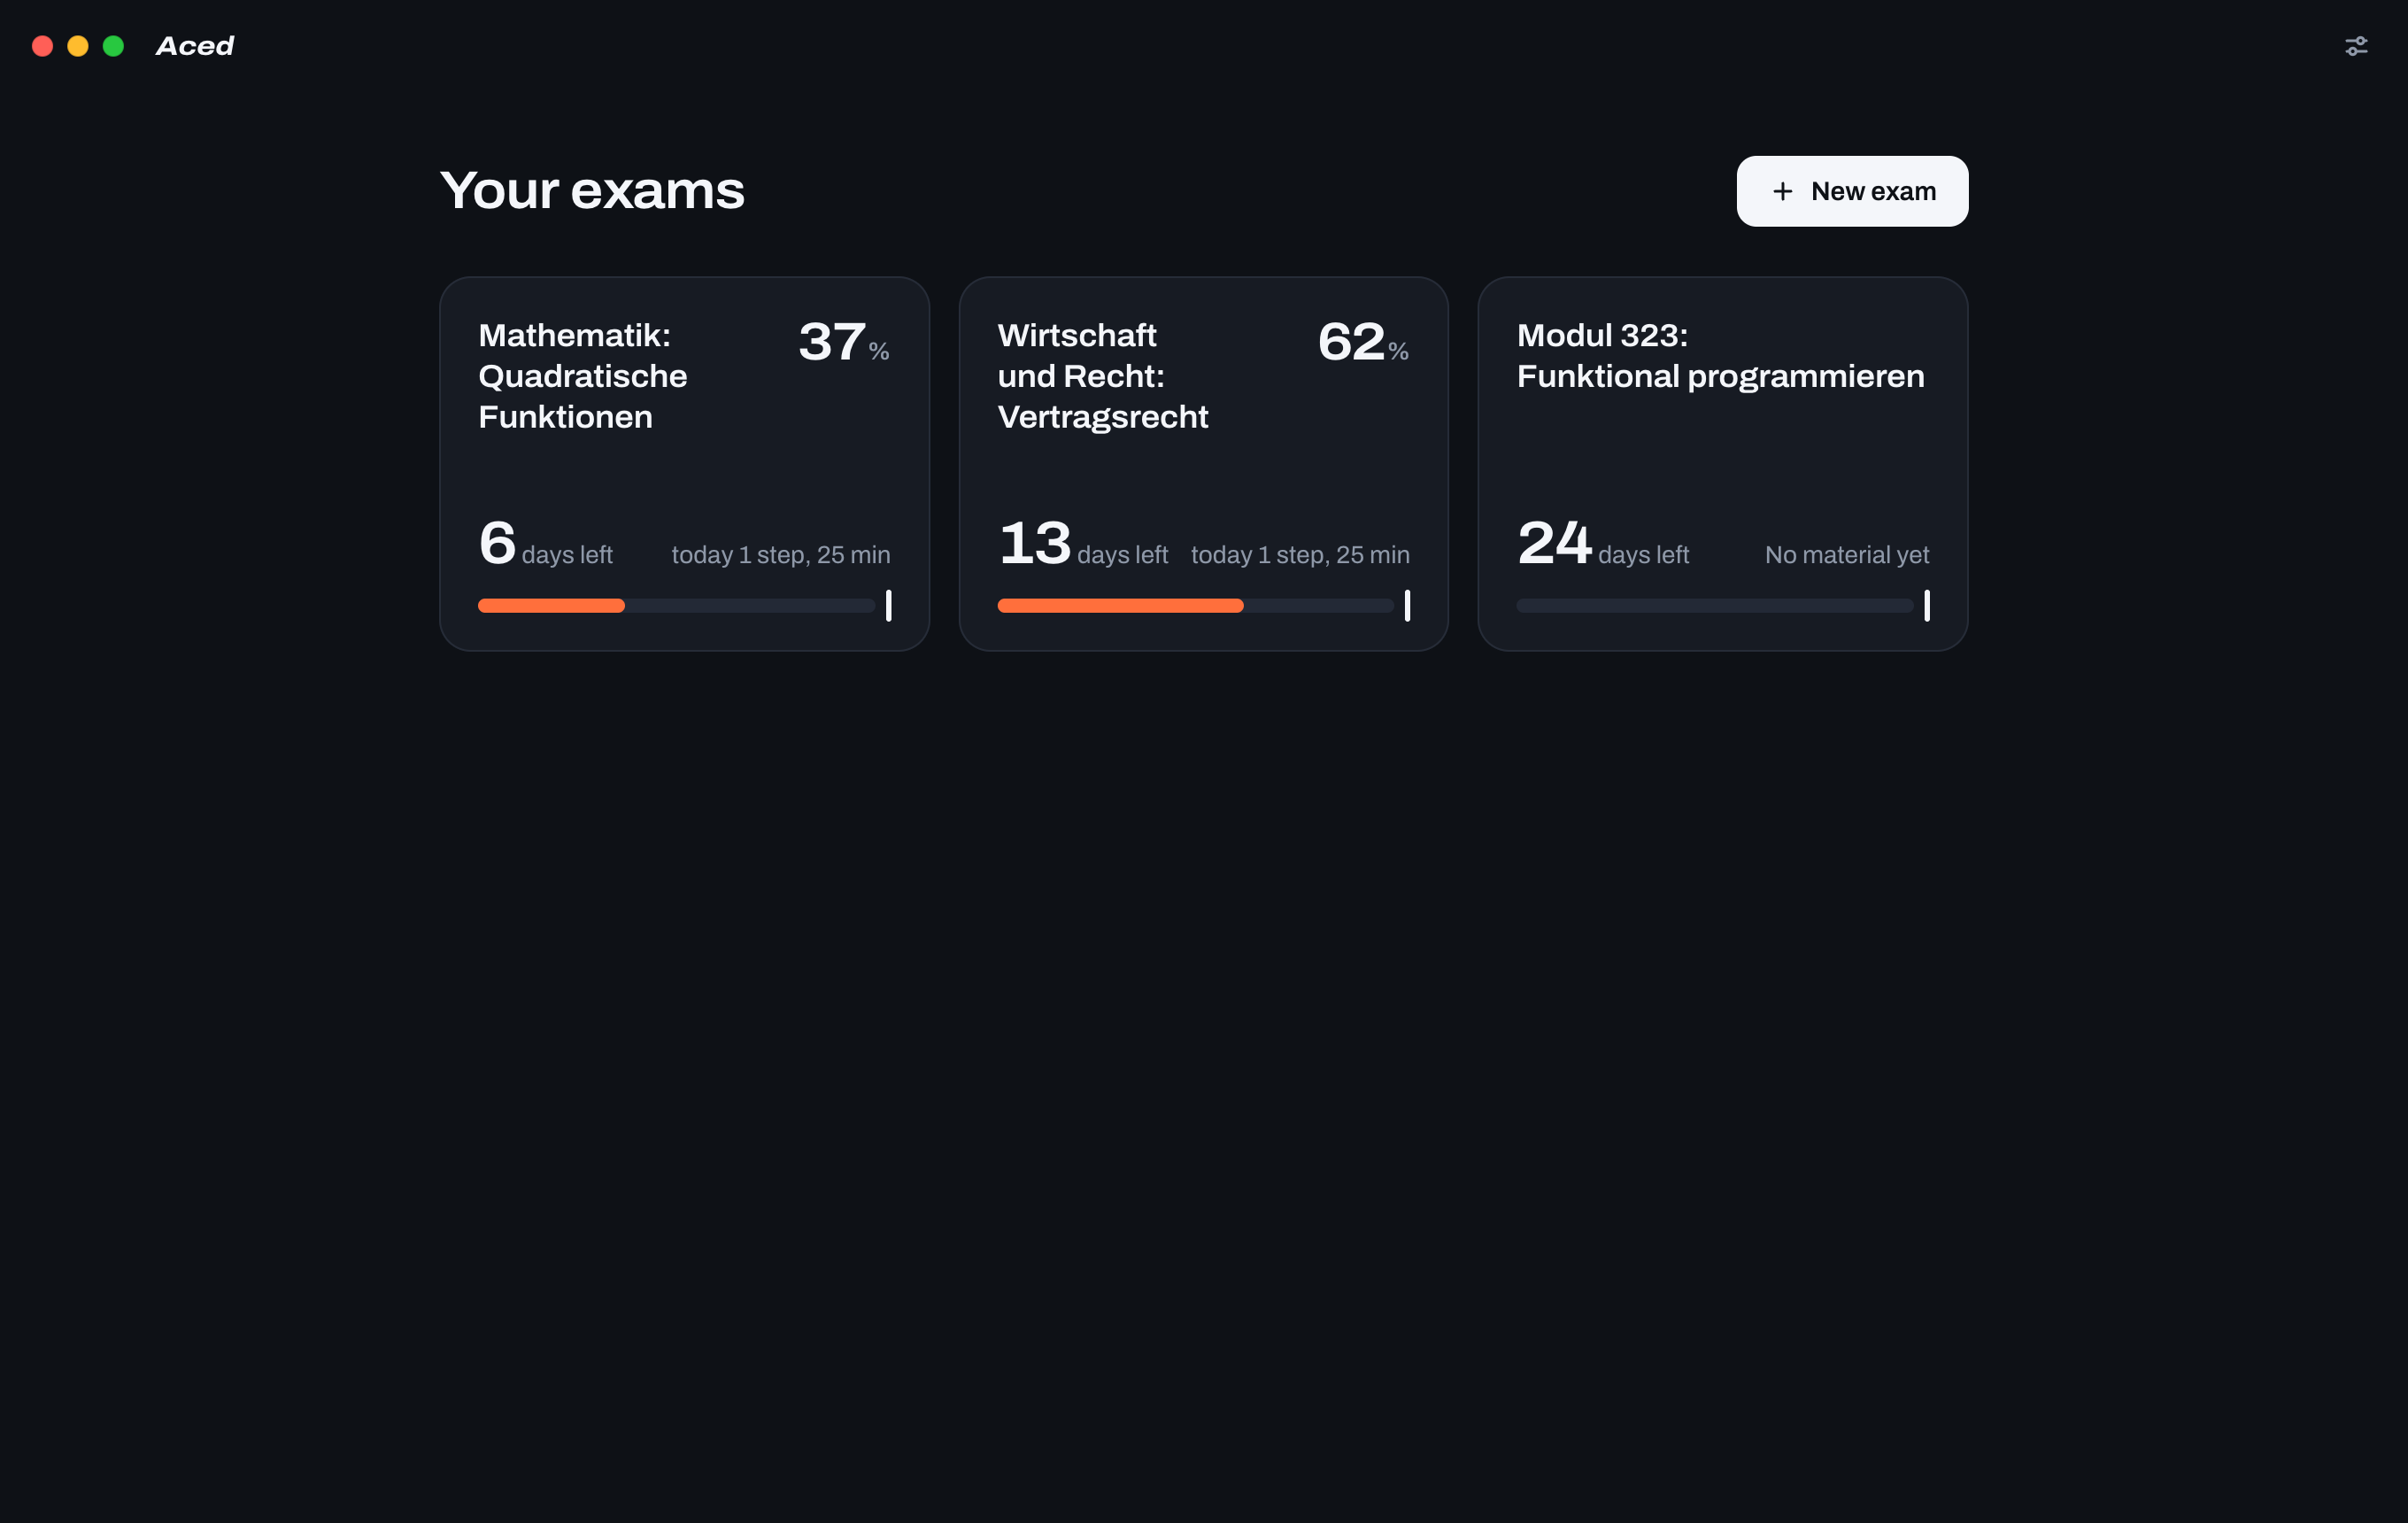 Aced
Your exams
+ New exam
Mathematik:
Quadratische
Funktionen
37%
6 days left
today 1 step, 25 min
Wirtschaft
und Recht:
Vertragsrecht
62%
13 days left
today 1 step, 25 min
Modul 323:
Funktional programmieren
24 days left
No material yet